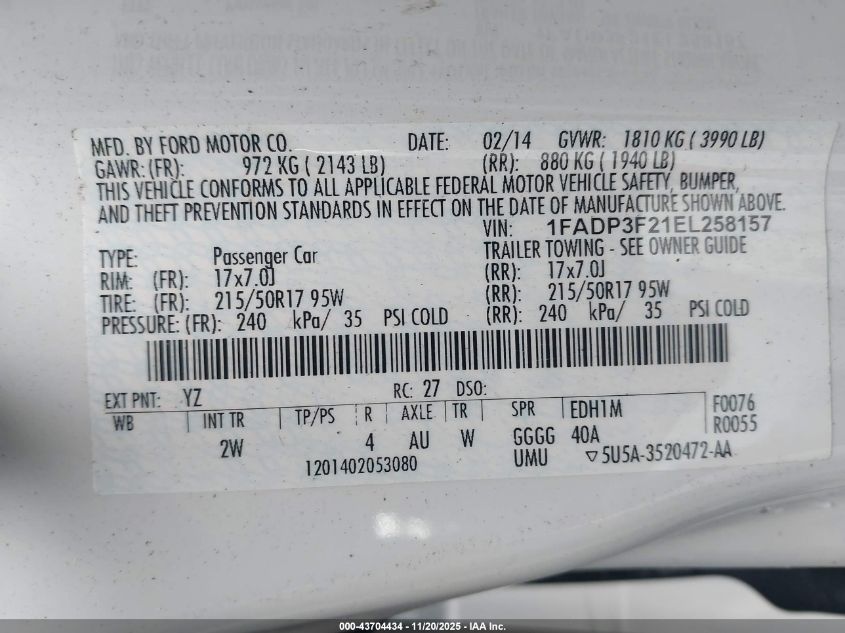 MFD. BY FORD MOTOR CO. DATE: 02/14 GVWR: 1810 KG ( 3990 LB)
GAWR: (FR): 972 KG ( 2143 LB) (RR): 880 KG ( 1940 LB)
THIS VEHICLE CONFORMS TO ALL APPLICABLE FEDERAL MOTOR VEHICLE SAFETY, BUMPER,
AND THEFT PREVENTION STANDARDS IN EFFECT ON THE DATE OF MANUFACTURE SHOWN ABOVE.
VIN: 1FADP3F21EL258157
TYPE: Passenger Car TRAILER TOWING - SEE OWNER GUIDE
RIM: (FR): 17x7.0J (RR): 17x7.0J
TIRE: (FR): 215/50R17 95W (RR): 215/50R17 95W
PRESSURE: (FR): 240 kPa/ 35 PSI COLD (RR): 240 kPa/ 35 PSI COLD
EXT PNT: YZ RC: 27 DSO:
WB INT TR TP/PS R AXLE TR SPR EDH1M F0076
2W 4 AU W GGGG 40A R0055
1201402053080 UMU ▽5U5A-3520472-AA
000-43704434 - 11/20/2025 - IAA Inc.